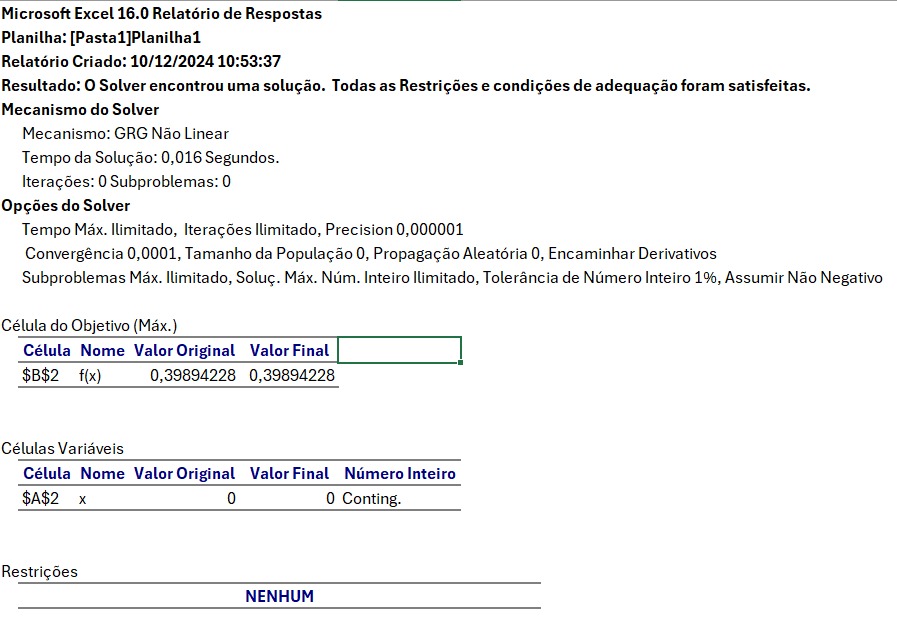 Microsoft Excel 16.0 Relatório de Respostas
Planilha: [Pasta1]Planilha1
Relatório Criado: 10/12/2024 10:53:37
Resultado: O Solver encontrou uma solução. Todas as Restrições e condições de adequação foram satisfeitas.
Mecanismo do Solver
Mecanismo: GRG Não Linear
Tempo da Solução: 0,016 Segundos.
Iterações: 0 Subproblemas: 0
Opções do Solver
Tempo Máx. Ilimitado, Iterações Ilimitado, Precision 0,000001
Convergência 0,0001, Tamanho da População 0, Propagação Aleatória 0, Encaminhar Derivativos
Subproblemas Máx. Ilimitado, Soluç. Máx. Núm. Inteiro Ilimitado, Tolerância de Número Inteiro 1%, Assumir Não Negativo
Célula do Objetivo (Máx.)
Célula Nome Valor Original Valor Final
$B$2 f(x) 0,39894228 0,39894228
Células Variáveis
Célula Nome Valor Original Valor Final Número Inteiro
$A$2 x 0 0 Conting.
Restrições
NENHUM